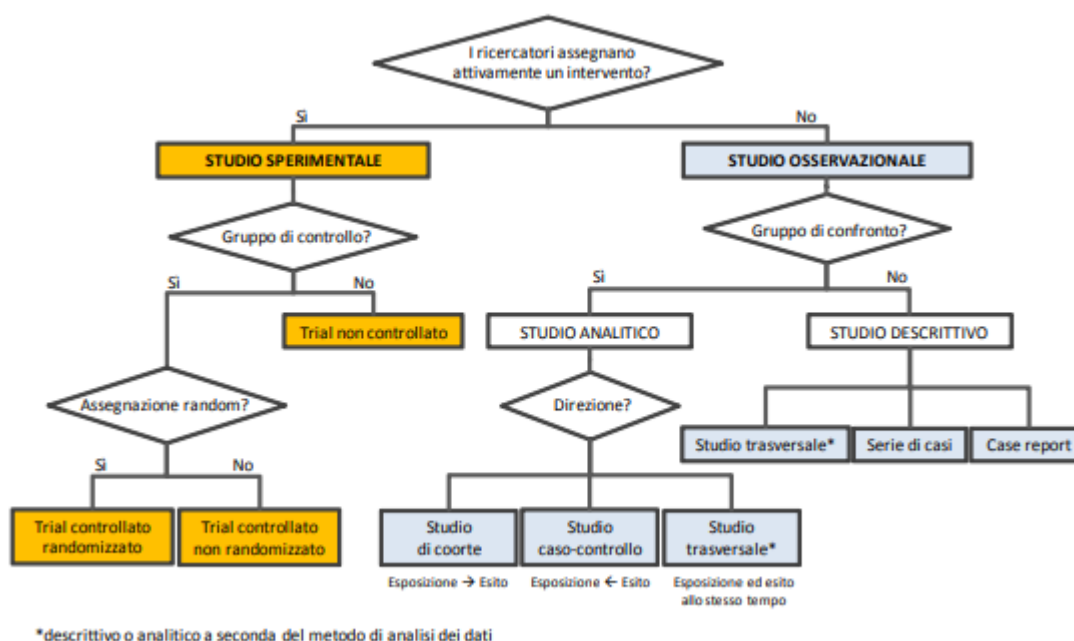 I ricercatori assegnano
attivamente un intervento?
Sì
No
STUDIO SPERIMENTALE
STUDIO OSSERVAZIONALE
Gruppo di controllo?
Gruppo di confronto?
Sì
No
Sì
No
Trial non controllato
STUDIO ANALITICO
STUDIO DESCRITTIVO
Assegnazione random?
Direzione?
Studio trasversale*
Serie di casi
Case report
Sì
No
Trial controllato
randomizzato
Trial controllato
non randomizzato
Studio
di coorte
Studio
caso-controllo
Studio
trasversale*
Esposizione → Esito
Esposizione ← Esito
Esposizione ed esito
allo stesso tempo
*descrittivo o analitico a seconda del metodo di analisi dei dati